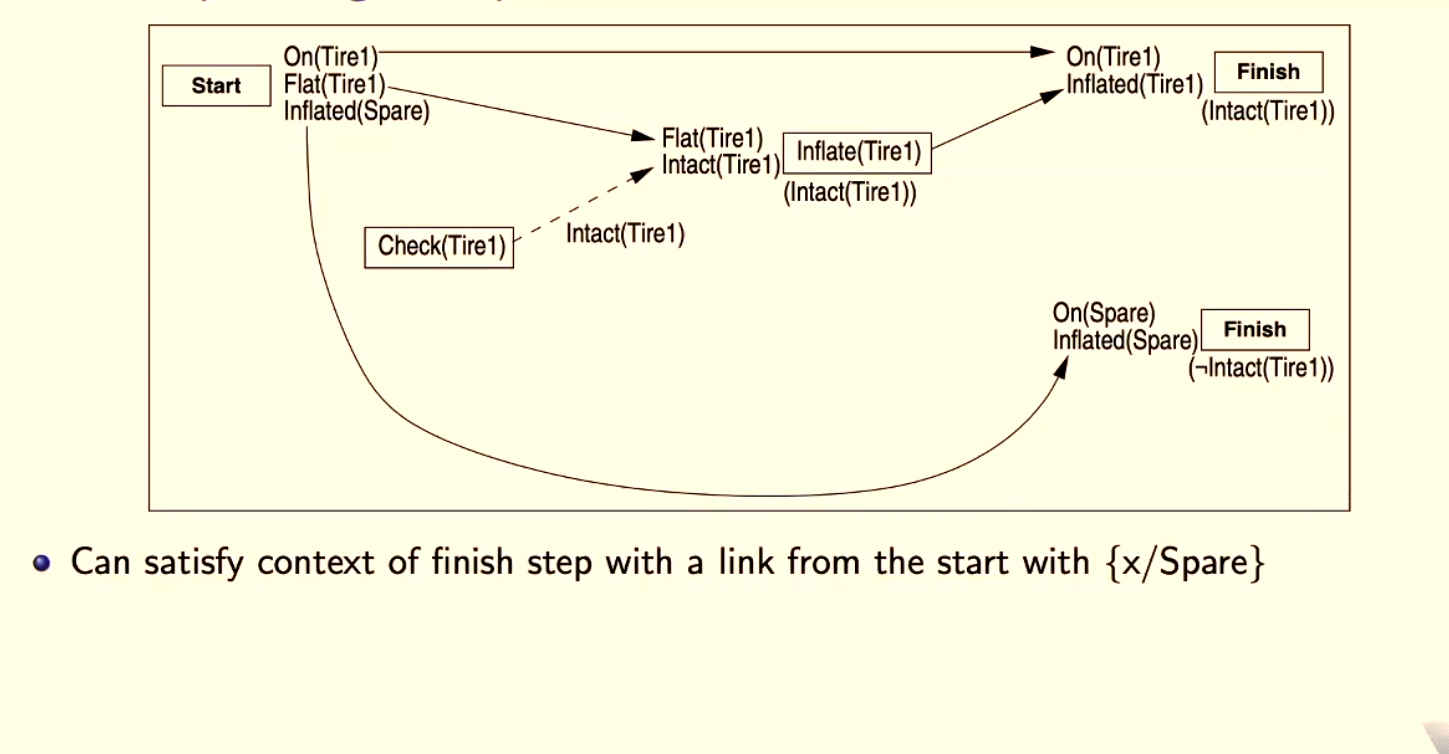 On(Tire1)
Start
Flat(Tire1)
Inflated(Spare)
On(Tire1)
Inflated(Tire1)
Finish
(Intact(Tire1))
Flat(Tire1)
Intact(Tire1)
Inflate(Tire1)
(Intact(Tire1))
Check(Tire1)
Intact(Tire1)
On(Spare)
Inflated(Spare)
Finish
(¬Intact(Tire1))
Can satisfy context of finish step with a link from the start with {x/Spare}